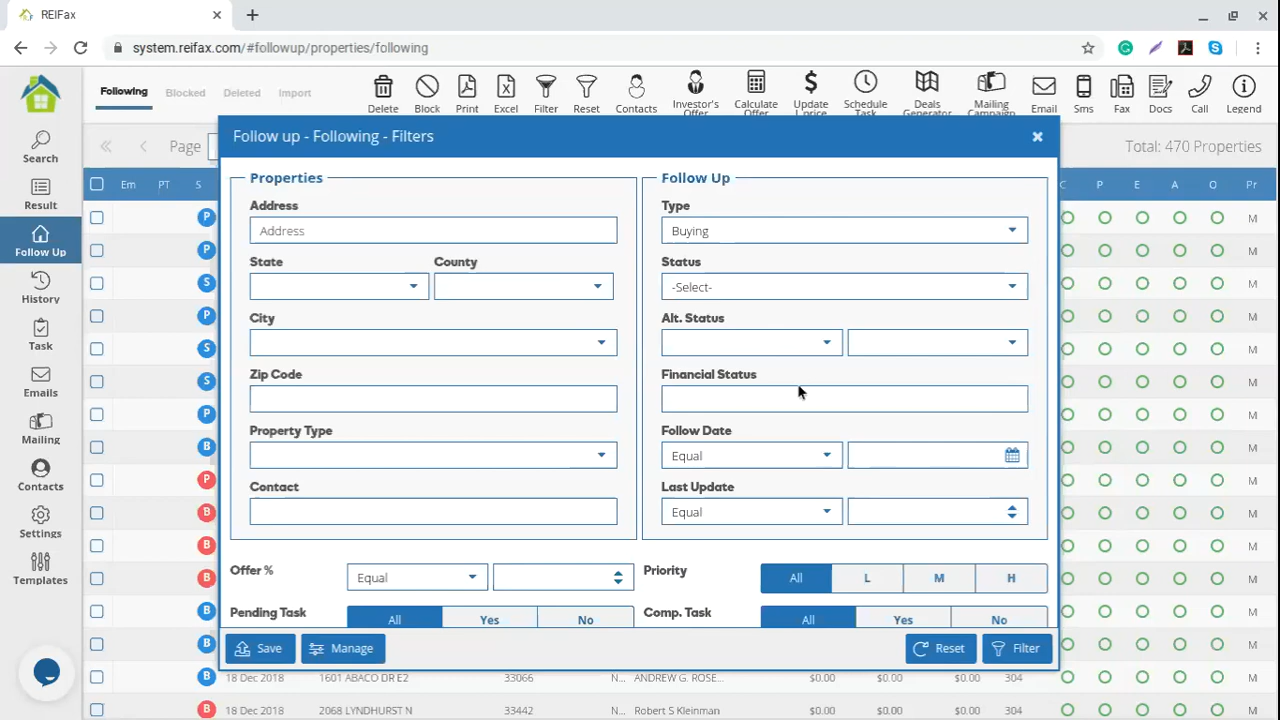 REIFax
system.reifax.com/#followup/properties/following
Following Blocked Deleted Import
Delete Block Print Excel Filter Reset Contacts Investor's Offer Calculate Offer Update L price Schedule Task Deals Generator Mailing Campaign Email Sms Fax Docs Call Legend
Search
Result
Follow Up
History
Task
Emails
Mailing
Contacts
Settings
Templates
Page
Total: 470 Properties
Em PT S C P E A O Pr
P M
P M
S M
P M
S M
S M
P M
B M
P M
B M
B M
B M
B M
B M
Follow up - Following - Filters
Properties
Address
Address
State County
City
Zip Code
Property Type
Contact
Follow Up
Type
Buying
Status
-Select-
Alt. Status
Financial Status
Follow Date
Equal
Last Update
Equal
Offer % Equal
Priority All L M H
Pending Task All Yes No
Comp. Task All Yes No
Save Manage Reset Filter
B 18 Dec 2018 1601 ABACO DR E2 33066 N... ANDREW G. ROSE... $0.00 $0.00 $0.00 304 M
B 18 Dec 2018 2068 LYNDHURST N 33442 N... Robert S Kleinman $0.00 $0.00 $0.00 304 M